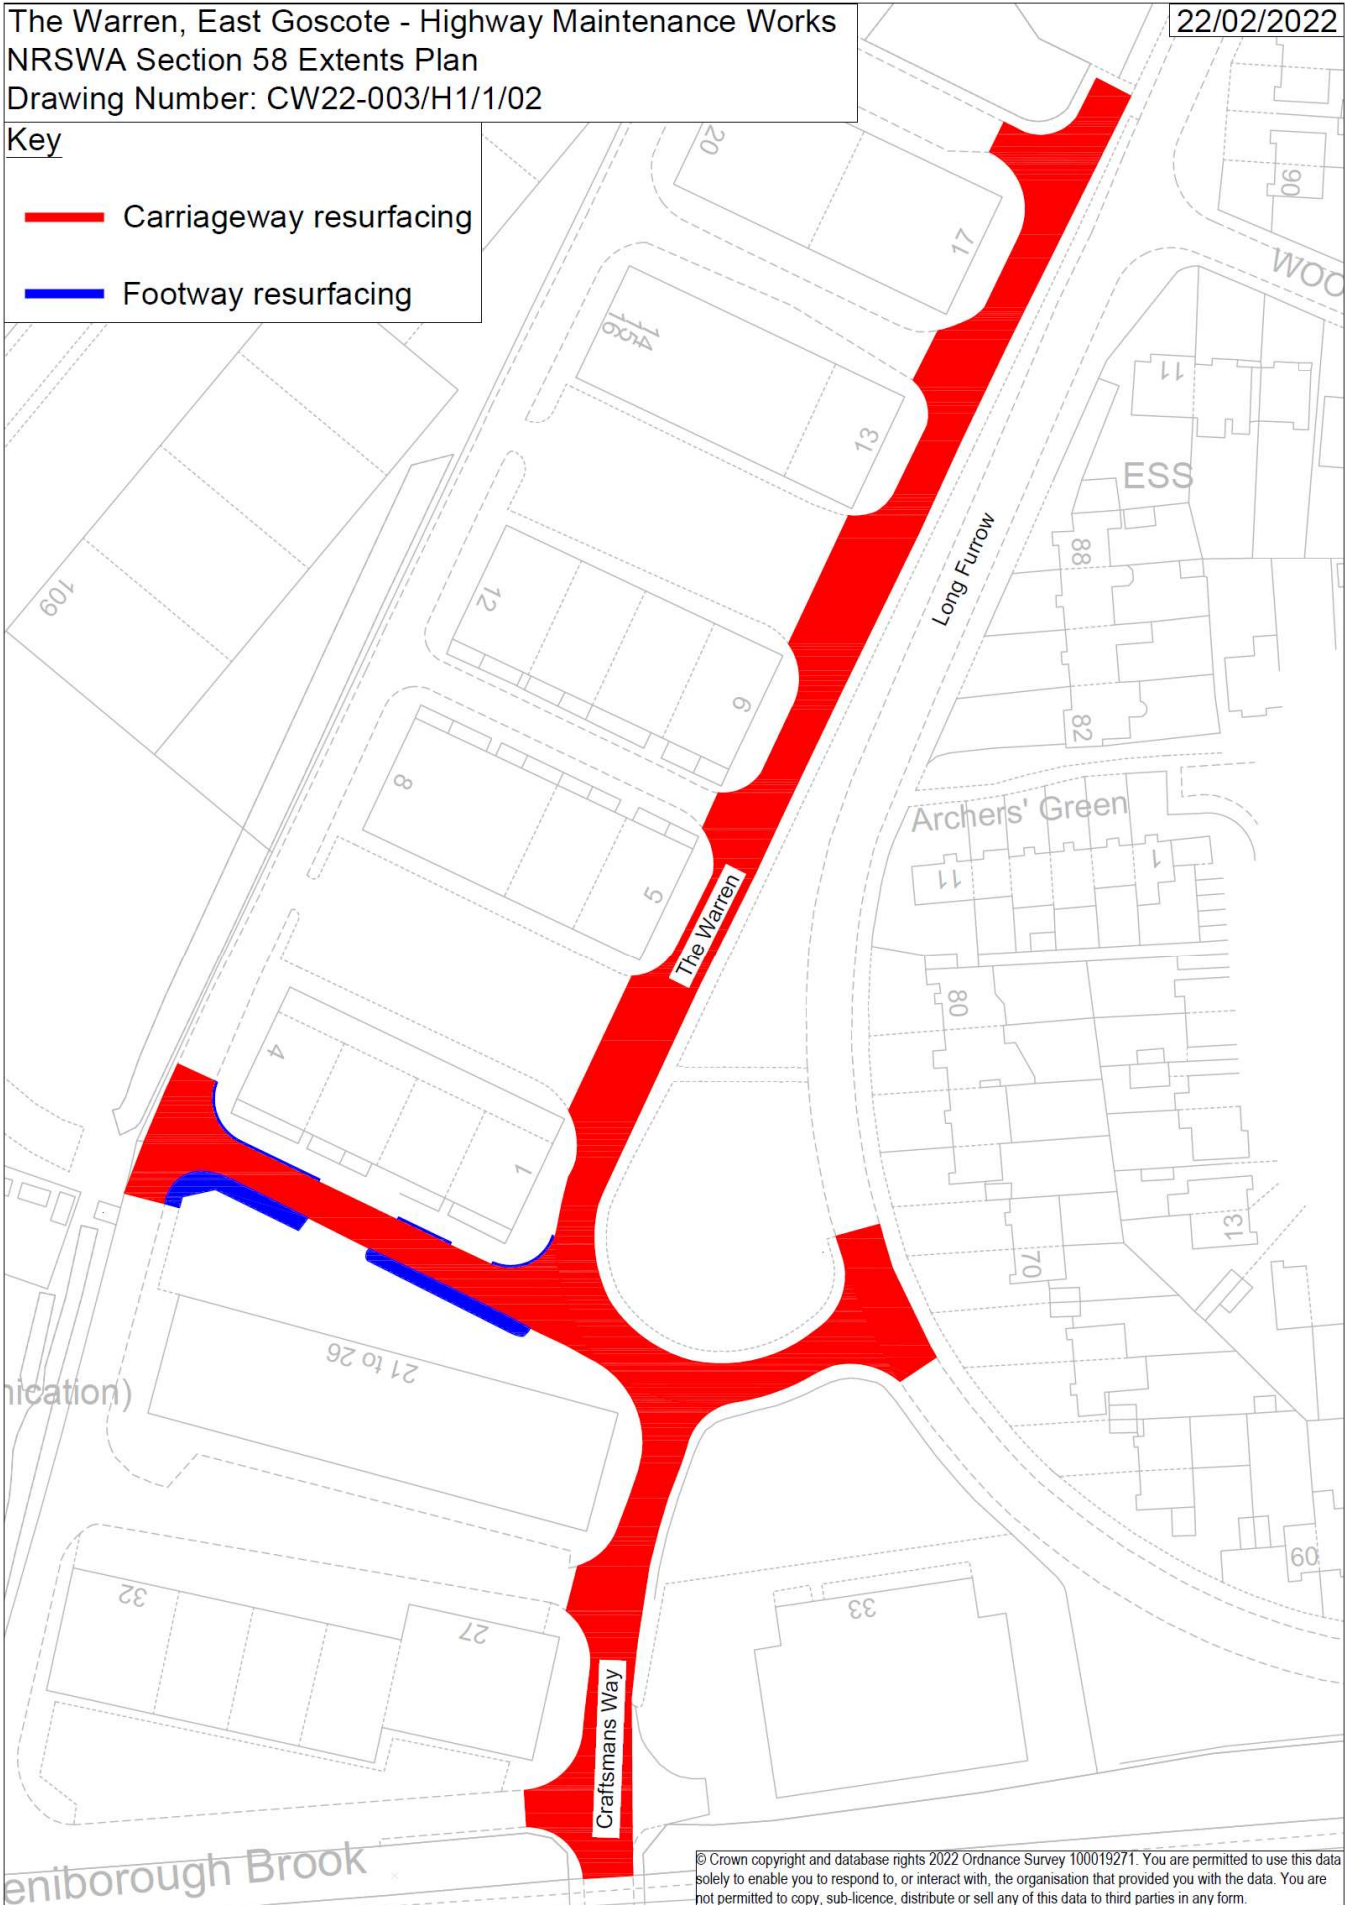 The Warren, East Goscote - Highway Maintenance Works
NRSWA Section 58 Extents Plan
Drawing Number: CW22-003/H1/1/02
22/02/2022
Key
Carriageway resurfacing
Footway resurfacing
20
17
90
WOO
16
15
14
13
11
ESS
Long Furrow
88
109
12
9
82
8
Archers' Green
11
1
5
The Warren
80
4
1
13
70
21 to 26
nication)
60
32
27
33
Craftsmans Way
eniborough Brook
© Crown copyright and database rights 2022 Ordnance Survey 100019271. You are permitted to use this data
solely to enable you to respond to, or interact with, the organisation that provided you with the data. You are
not permitted to copy, sub-licence, distribute or sell any of this data to third parties in any form.